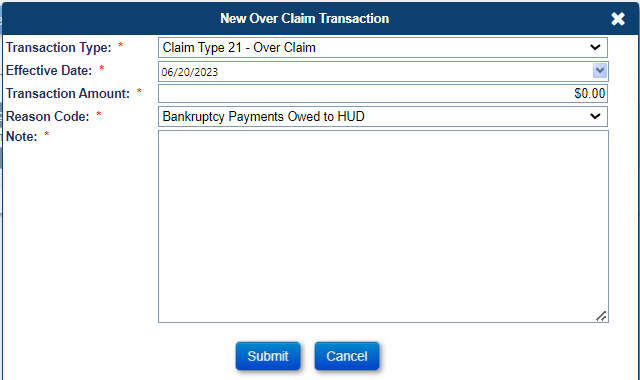 New Over Claim Transaction
Transaction Type: * Claim Type 21 - Over Claim
Effective Date: * 06/20/2023
Transaction Amount: * $0.00
Reason Code: * Bankruptcy Payments Owed to HUD
Note: *
Submit Cancel